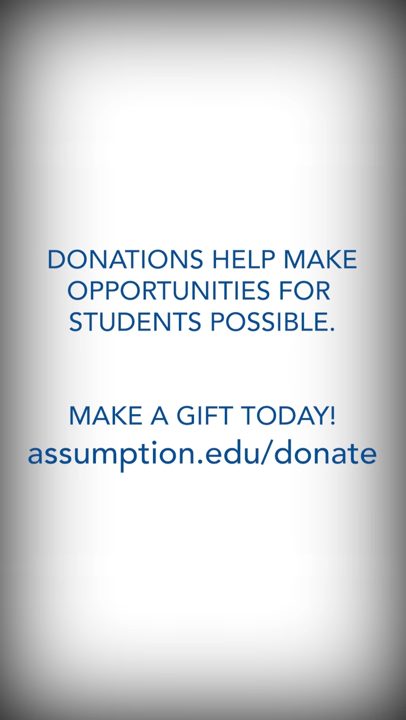 DONATIONS HELP MAKE
OPPORTUNITIES FOR
STUDENTS POSSIBLE.
MAKE A GIFT TODAY!
assumption.edu/donate